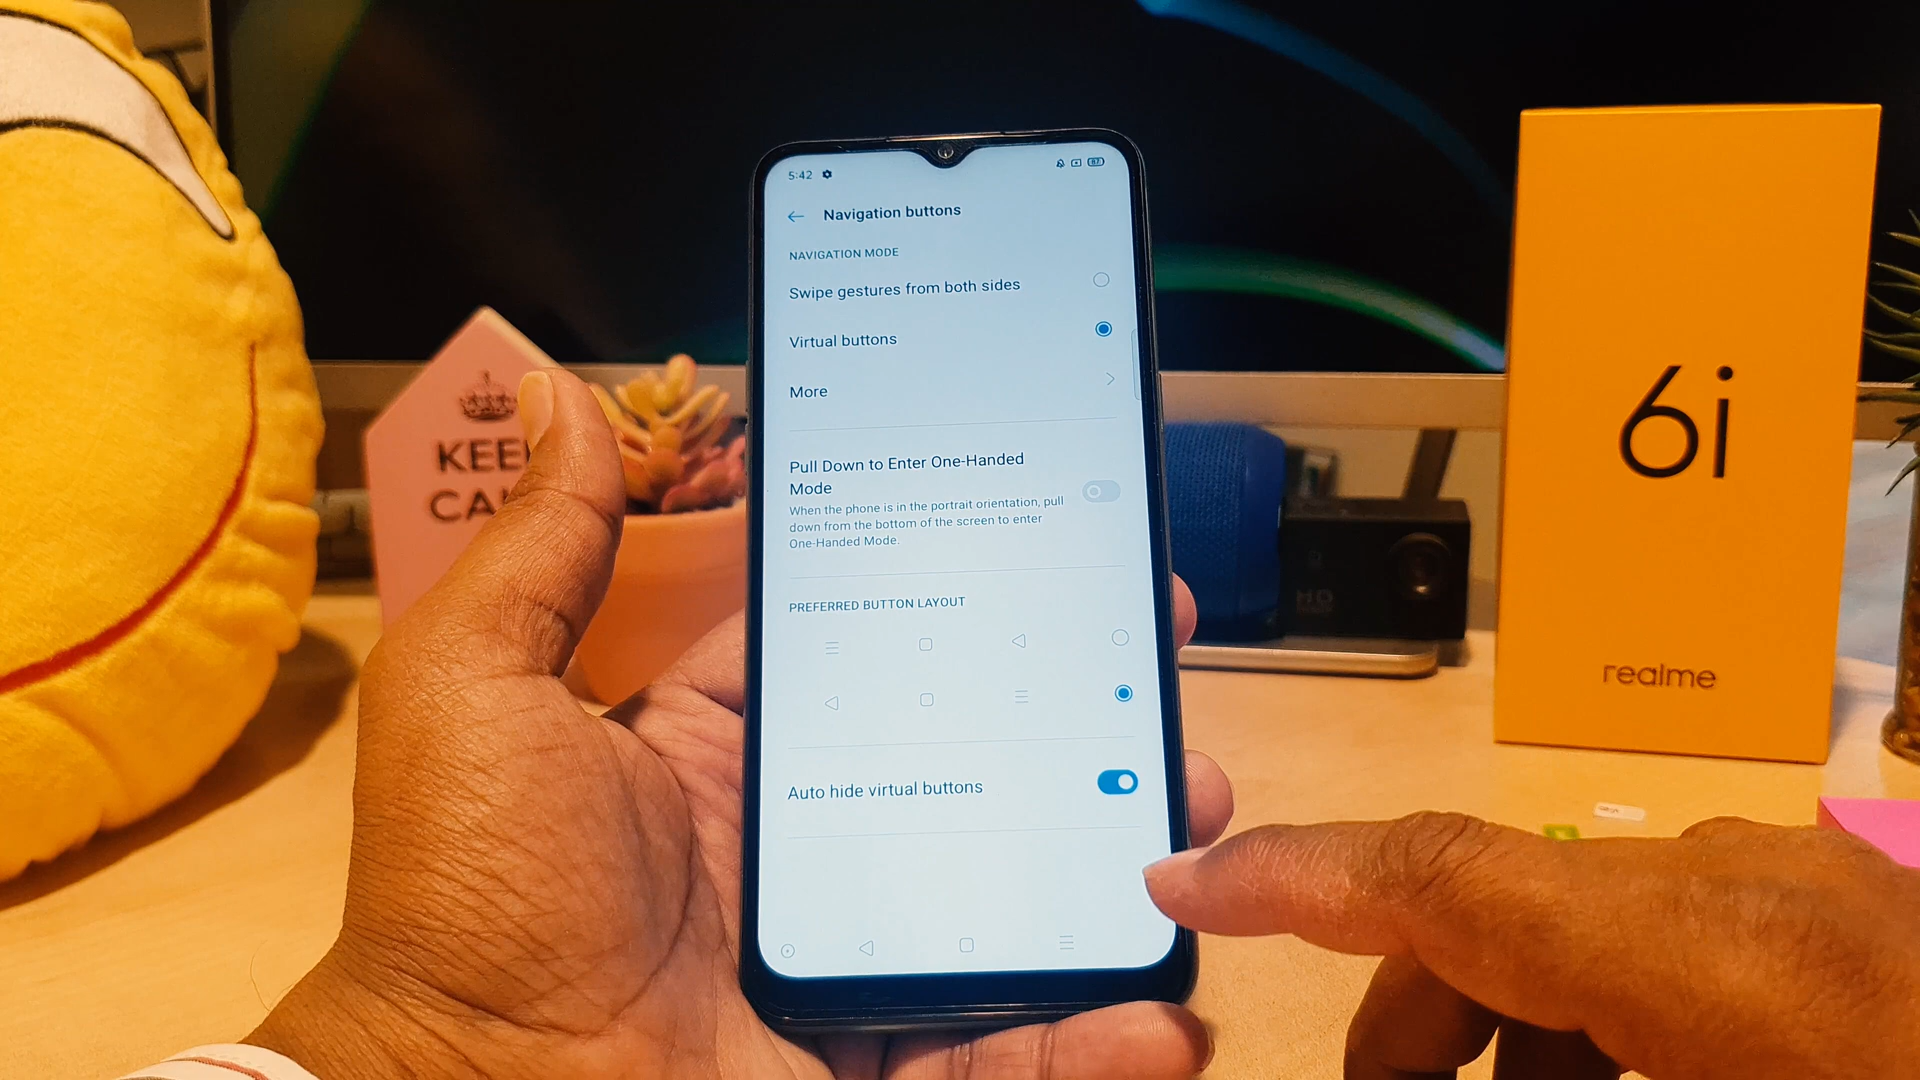 5:42
87
Navigation buttons
NAVIGATION MODE
Swipe gestures from both sides
Virtual buttons
More
Pull Down to Enter One-Handed
Mode
When the phone is in the portrait orientation, pull
down from the bottom of the screen to enter
One-Handed Mode.
PREFERRED BUTTON LAYOUT
Auto hide virtual buttons
KEE
CA
HD
6i
realme